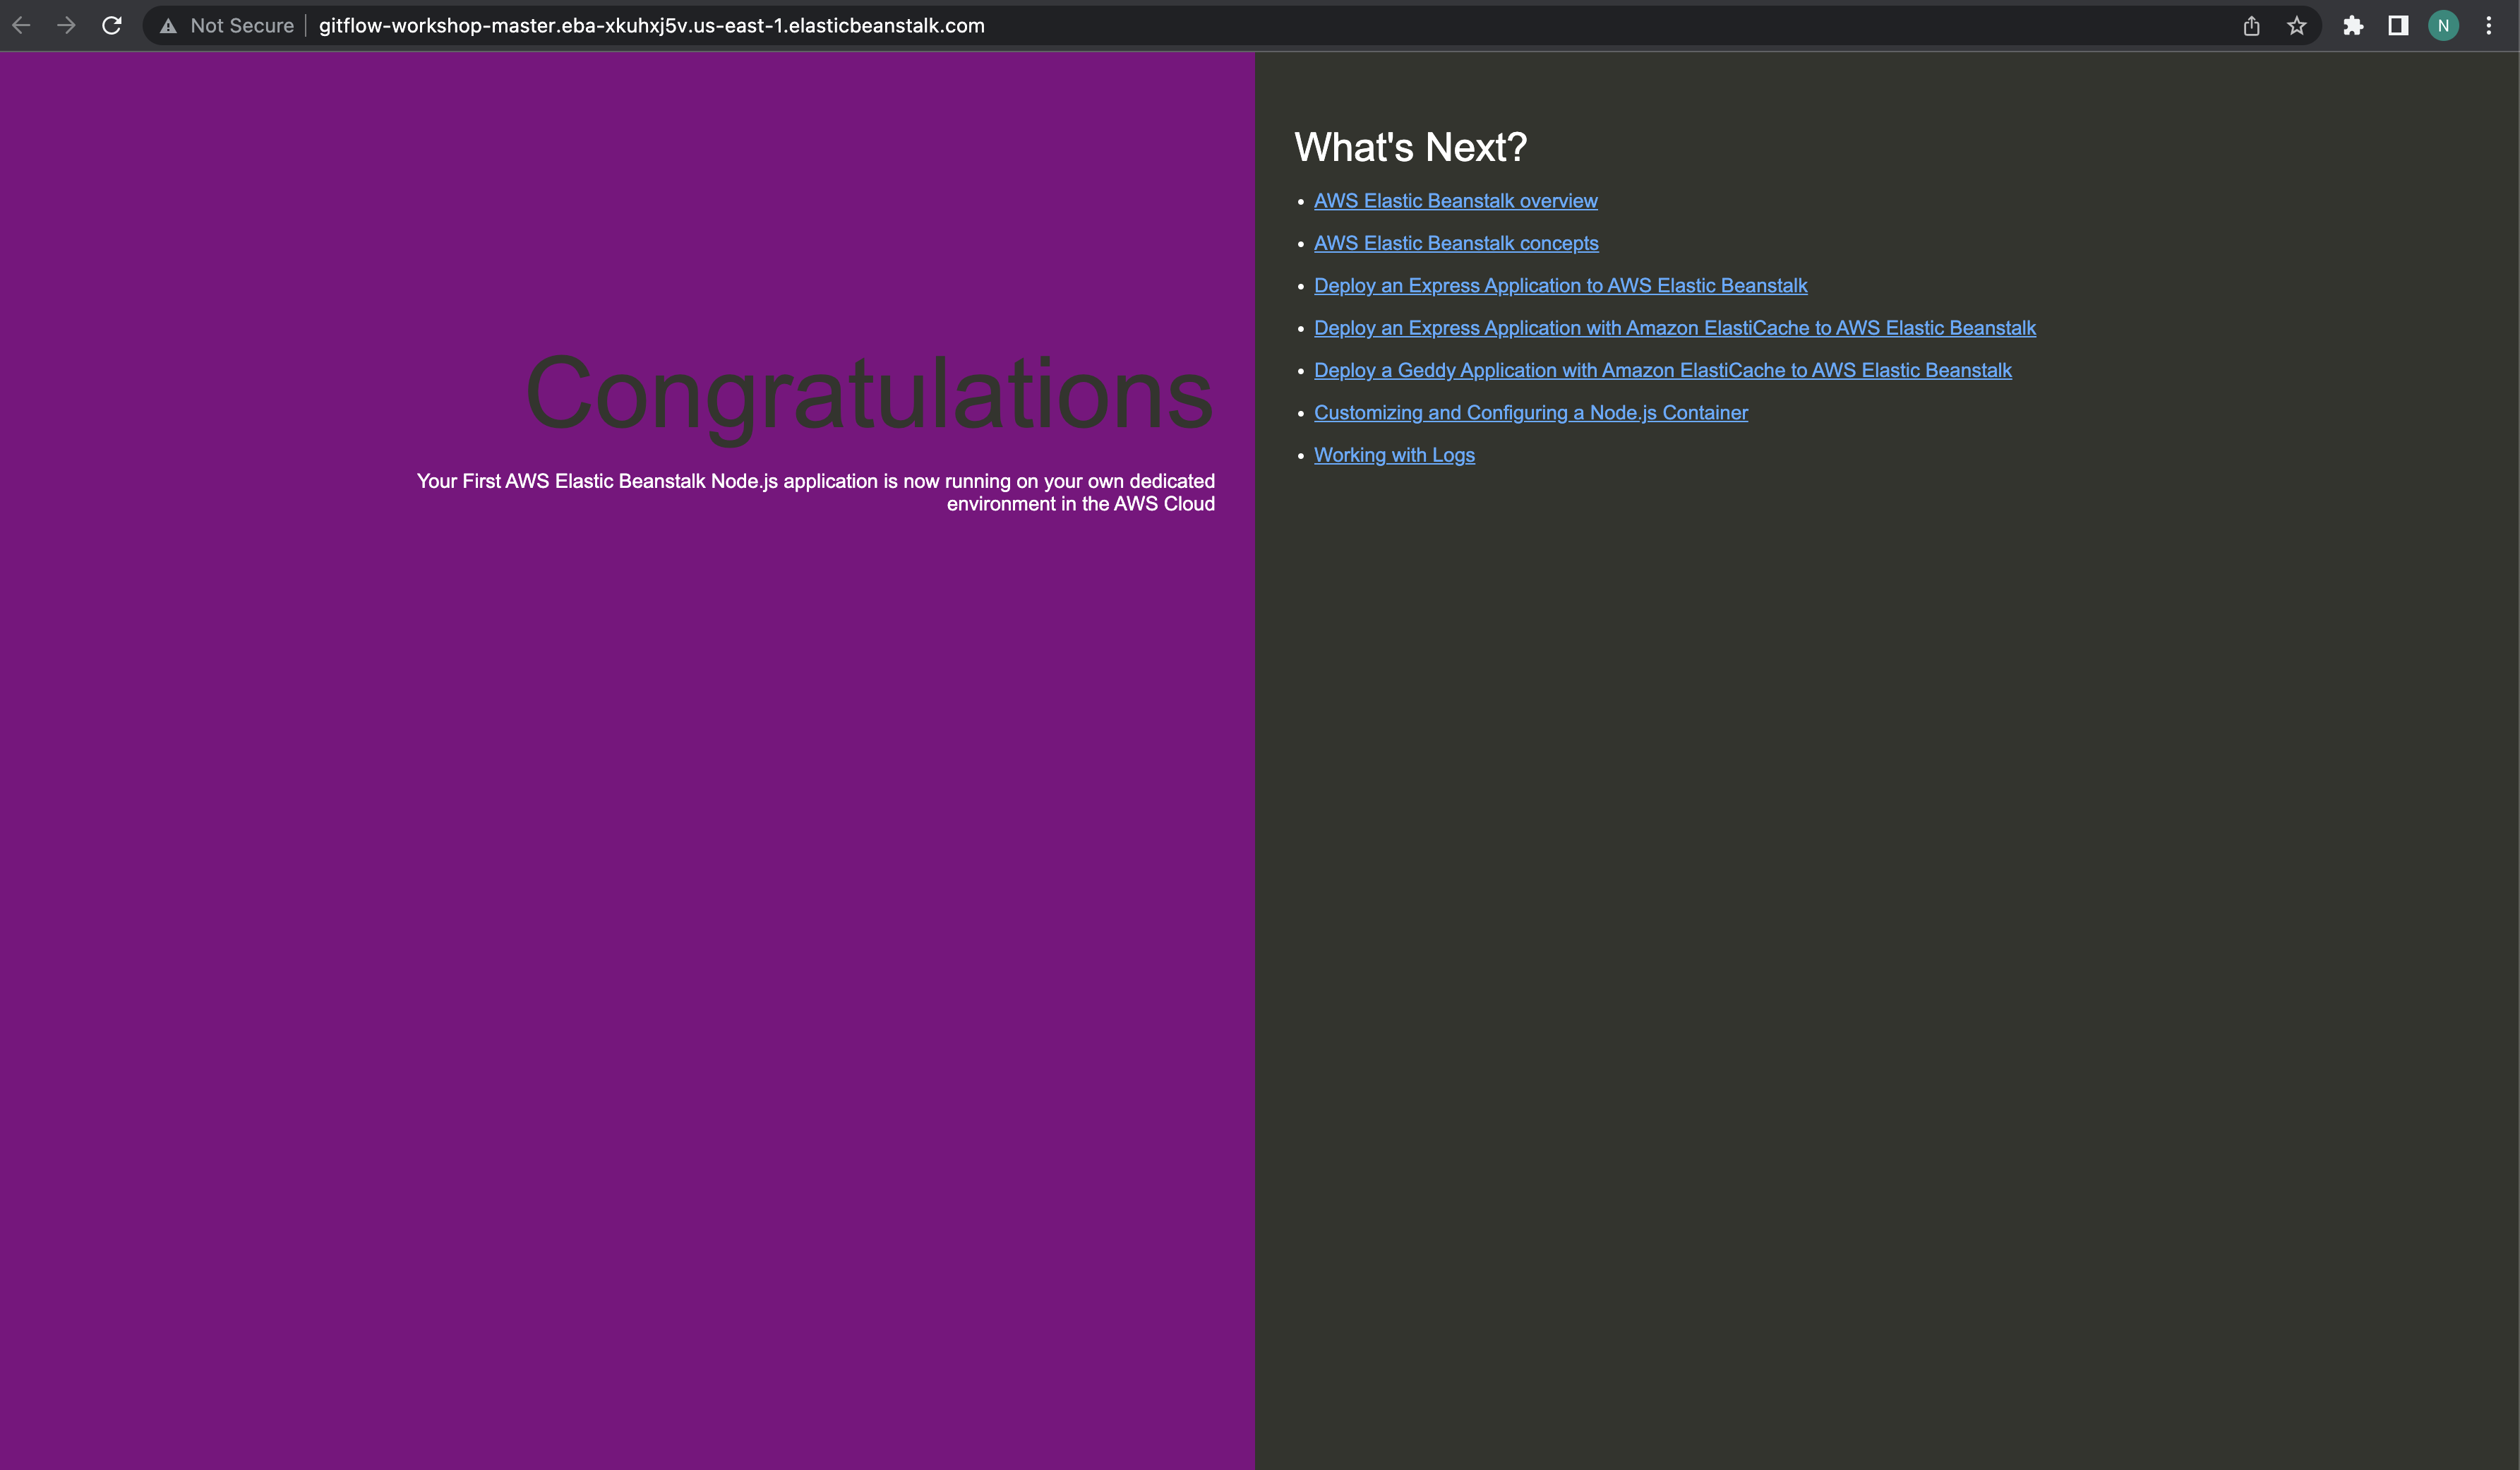 Not Secure
gitflow-workshop-master.eba-xkuhxj5v.us-east-1.elasticbeanstalk.com
N
Congratulations
Your First AWS Elastic Beanstalk Node.js application is now running on your own dedicated
environment in the AWS Cloud
What's Next?
AWS Elastic Beanstalk overview
AWS Elastic Beanstalk concepts
Deploy an Express Application to AWS Elastic Beanstalk
Deploy an Express Application with Amazon ElastiCache to AWS Elastic Beanstalk
Deploy a Geddy Application with Amazon ElastiCache to AWS Elastic Beanstalk
Customizing and Configuring a Node.js Container
Working with Logs